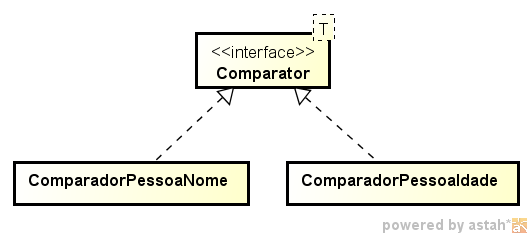 T
<<interface>>
Comparator
ComparadorPessoaNome
ComparadorPessoaIdade
powered by astah*